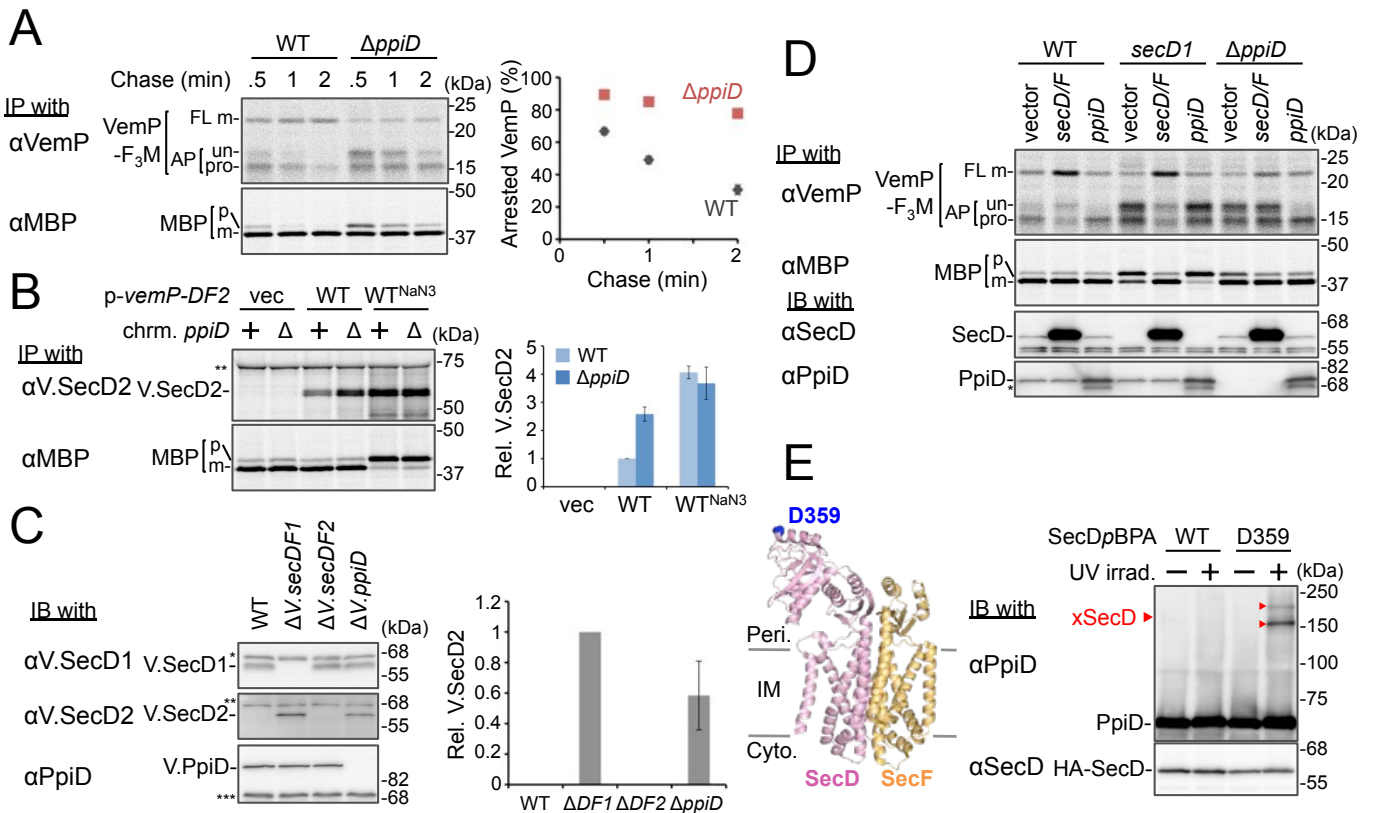 A
WT ΔppiD
Chase (min) .5 1 2 .5 1 2 (kDa)
IP with
αVemP
VemP
-F3M
FL m-
AP
un-
pro-
-25
-20
-15
αMBP
MBP
p
m-
-50
-37
Arrested VemP (%)
100
80
60
40
20
0
ΔppiD
WT
0 1 2
Chase (min)
B
p-vemP-DF2 vec WT WTNaN3
chrm. ppiD + Δ + Δ + Δ (kDa)
IP with
αV.SecD2 V.SecD2-
**
-75
-50
αMBP
MBP
p
m-
-50
-37
Rel. V.SecD2
5
4
3
2
1
0
WT
ΔppiD
vec WT WTNaN3
C
WT ΔV.secDF1 ΔV.secDF2 ΔV.ppiD
(kDa)
IB with
αV.SecD1 V.SecD1-
*
-68
-55
αV.SecD2 V.SecD2-
**
-68
-55
αPpiD
V.PpiD-
***
-82
-68
Rel. V.SecD2
1.2
1
0.8
0.6
0.4
0.2
0
WT ΔDF1 ΔDF2 ΔppiD
D
WT secD1 ΔppiD
vector secD/F ppiD vector secD/F ppiD vector secD/F ppiD
(kDa)
IP with
αVemP
VemP
-F3M
FL m-
AP
un-
pro-
-25
-20
-15
αMBP
MBP
p
m-
-50
-37
IB with
αSecD
SecD-
-68
-55
αPpiD
PpiD-
*
-82
-68
E
D359
Peri.
IM
Cyto.
SecD SecF
SecDpBPA WT D359
UV irrad. − + − + (kDa)
IB with
xSecD
αPpiD
PpiD-
-250
-150
-100
-75
αSecD HA-SecD-
-68
-55